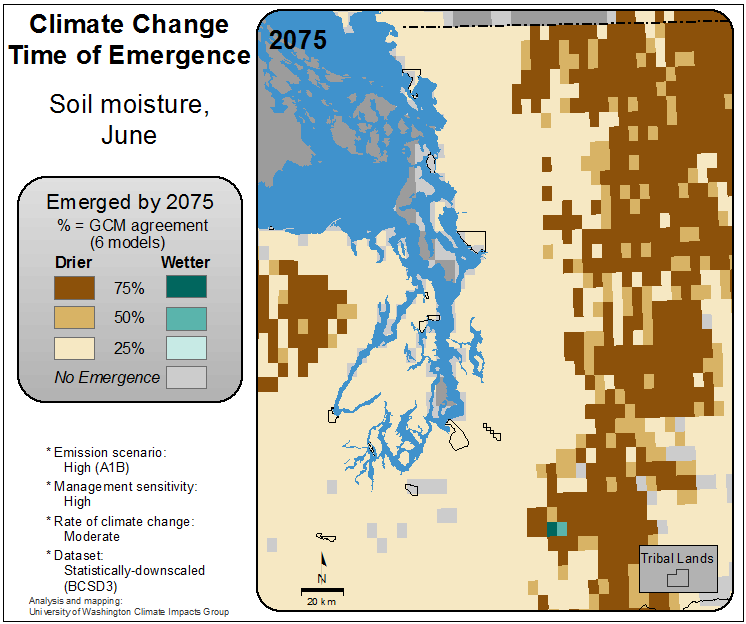 Climate Change
Time of Emergence
Soil moisture,
June
Emerged by 2075
% = GCM agreement
(6 models)
Drier Wetter
75%
50%
25%
No Emergence
* Emission scenario:
High (A1B)
* Management sensitivity:
High
* Rate of climate change:
Moderate
* Dataset:
Statistically-downscaled
(BCSD3)
Analysis and mapping:
University of Washington Climate Impacts Group
2075
N
20 km
Tribal Lands